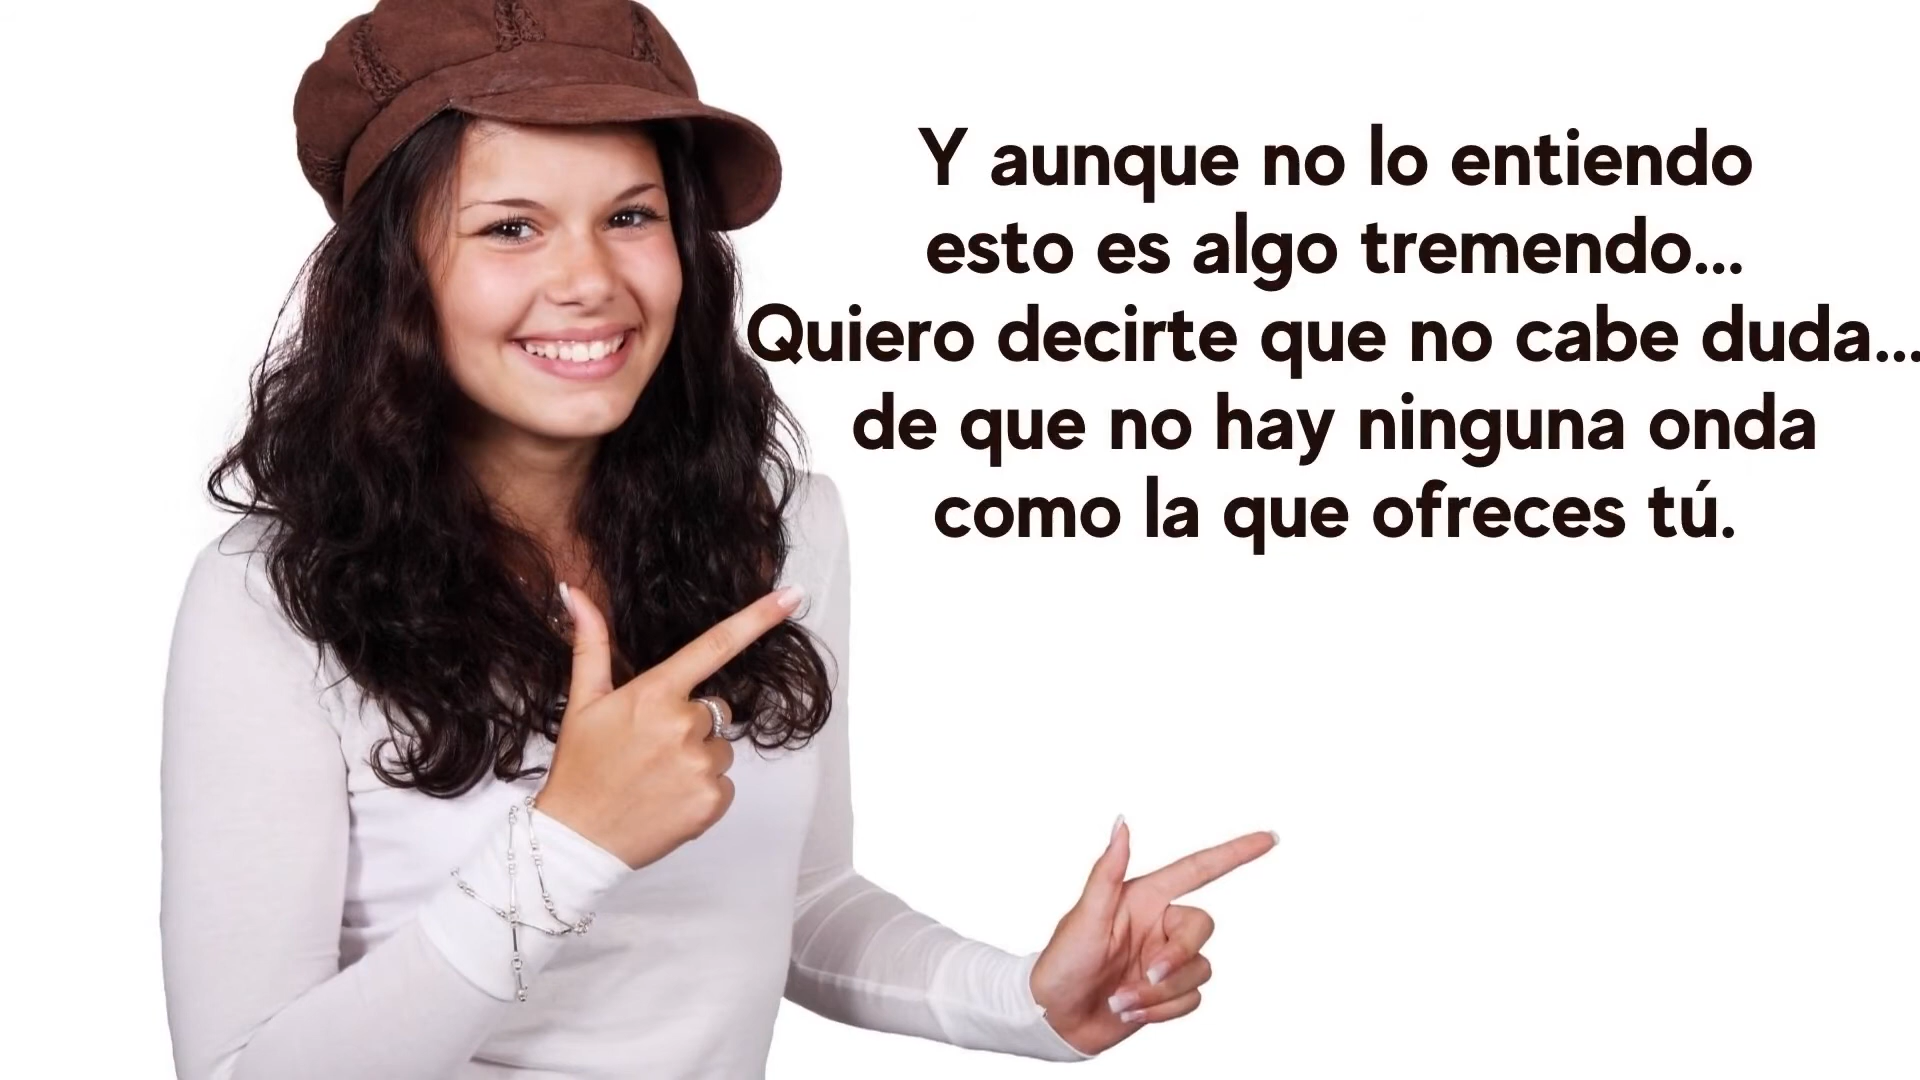 Y aunque no lo entiendo
esto es algo tremendo...
Quiero decirte que no cabe duda...
de que no hay ninguna onda
como la que ofreces tú.